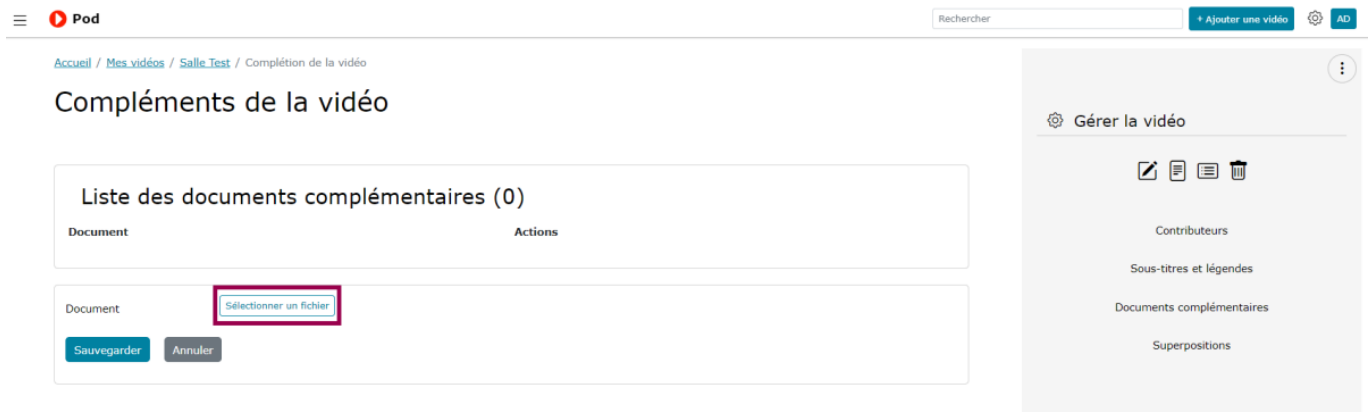 Pod
Rechercher
+ Ajouter une vidéo
AD
Accueil / Mes vidéos / Salle Test / Complétion de la vidéo
Compléments de la vidéo
Gérer la vidéo
Liste des documents complémentaires (0)
Document Actions
Contributeurs
Sous-titres et légendes
Document Sélectionner un fichier
Documents complémentaires
Sauvegarder Annuler
Superpositions